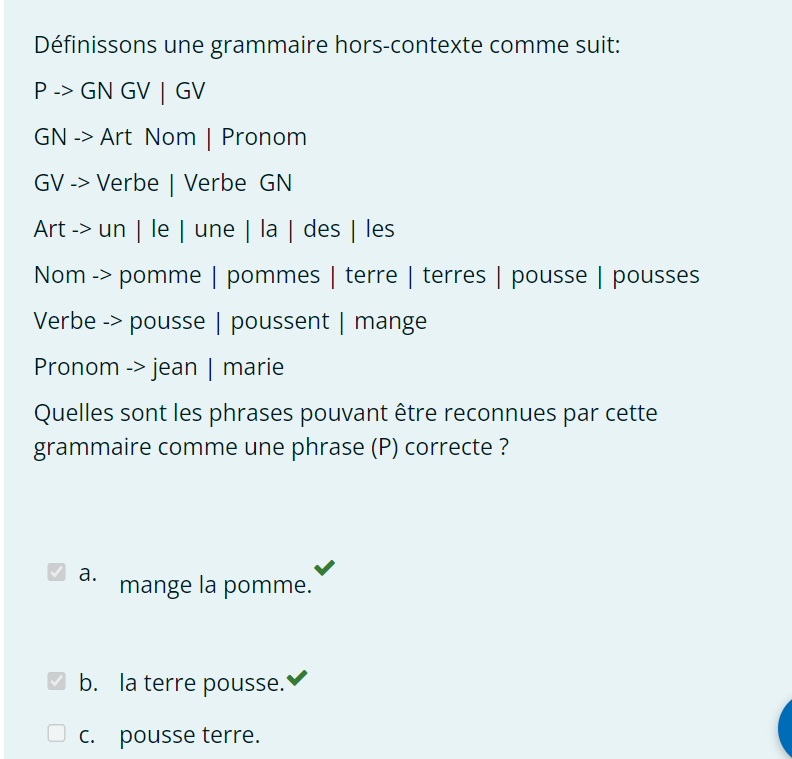 Définissons une grammaire hors-contexte comme suit:
P -> GN GV | GV
GN -> Art Nom | Pronom
GV -> Verbe | Verbe GN
Art -> un | le | une | la | des | les
Nom -> pomme | pommes | terre | terres | pousse | pousses
Verbe -> pousse | poussent | mange
Pronom -> jean | marie
Quelles sont les phrases pouvant être reconnues par cette
grammaire comme une phrase (P) correcte ?
a. mange la pomme.
b. la terre pousse.
c. pousse terre.